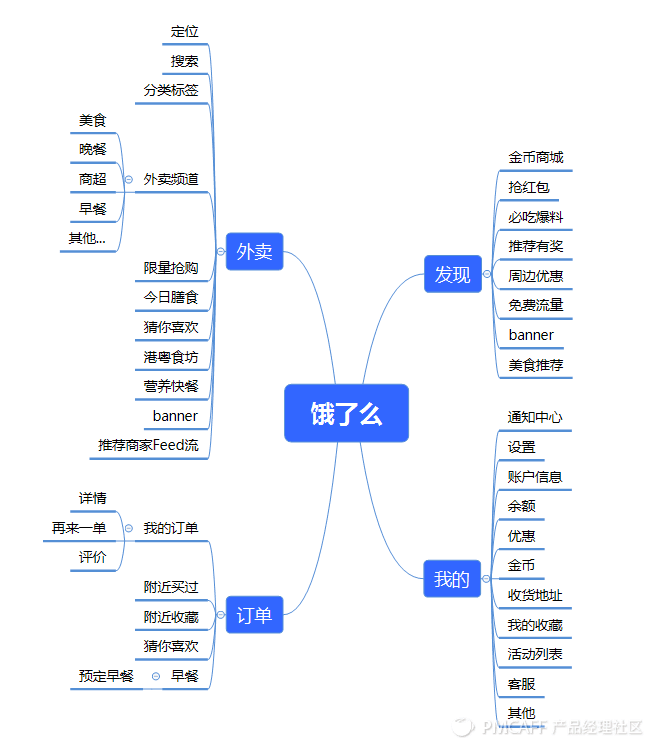 饿了么
外卖
定位
搜索
分类标签
外卖频道
美食
晚餐
商超
早餐
其他...
限量抢购
今日膳食
猜你喜欢
港粤食坊
营养快餐
banner
推荐商家Feed流
订单
我的订单
详情
再来一单
评价
附近买过
附近收藏
猜你喜欢
早餐
预定早餐
发现
金币商城
抢红包
必吃爆料
推荐有奖
周边优惠
免费流量
banner
美食推荐
我的
通知中心
设置
账户信息
余额
优惠
金币
收货地址
我的收藏
活动列表
客服
其他
PMCAFF 产品经理社区